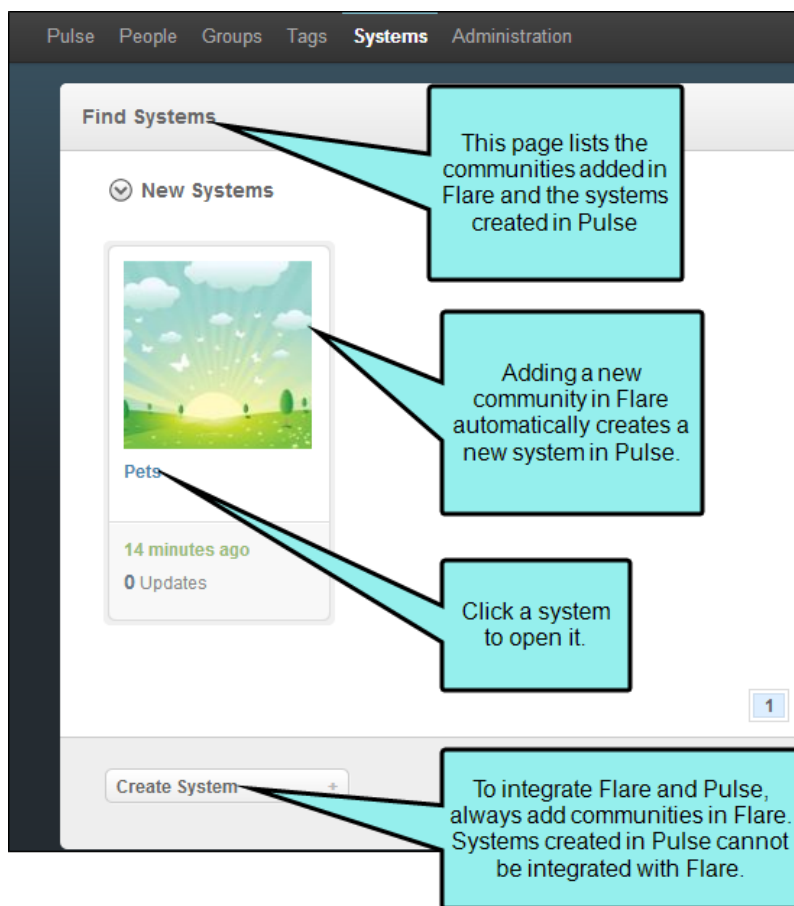 Pulse People Groups Tags Systems Administration
Find Systems
This page lists the
communities added in
Flare and the systems
created in Pulse
New Systems
Adding a new
community in Flare
automatically creates a
new system in Pulse.
Pets
14 minutes ago
0 Updates
Click a system
to open it.
1
Create System +
To integrate Flare and Pulse,
always add communities in Flare.
Systems created in Pulse cannot
be integrated with Flare.